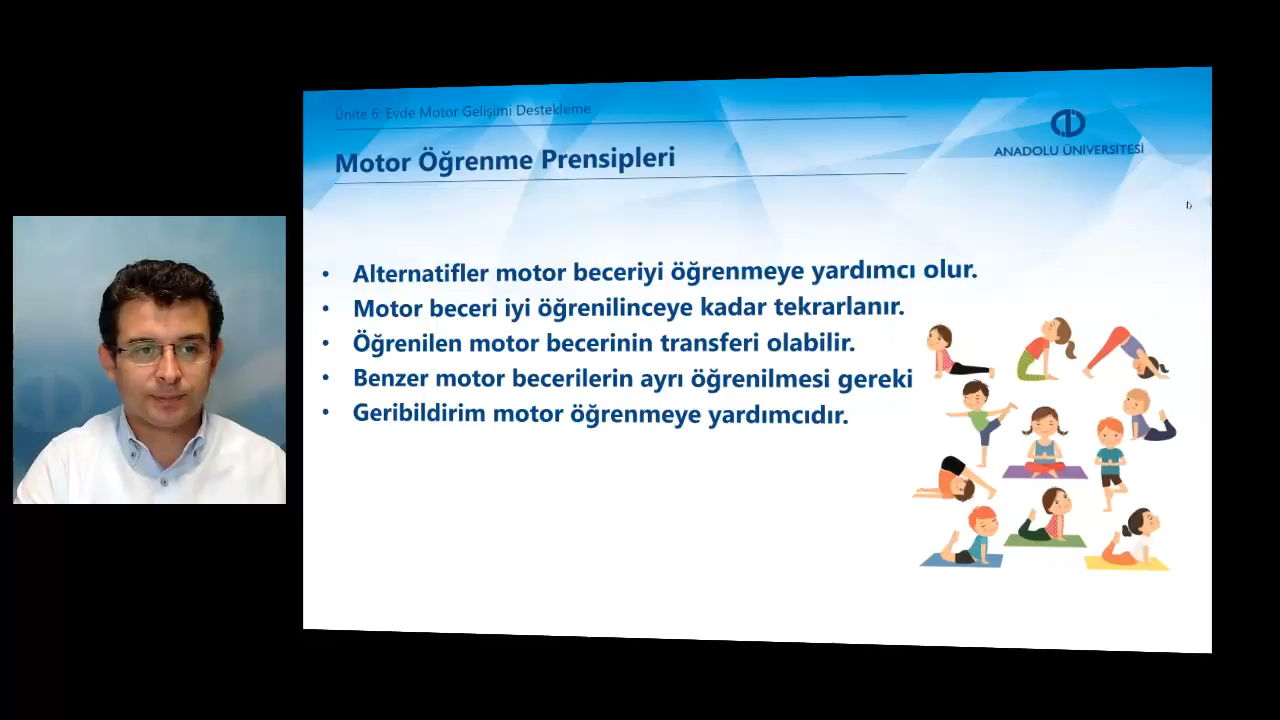 Ünite 6: Evde Motor Gelişimi Destekleme
Motor Öğrenme Prensipleri
ANADOLU ÜNİVERSİTESİ
• Alternatifler motor beceriyi öğrenmeye yardımcı olur.
• Motor beceri iyi öğrenilinceye kadar tekrarlanır.
• Öğrenilen motor becerinin transferi olabilir.
• Benzer motor becerilerin ayrı öğrenilmesi gereki
• Geribildirim motor öğrenmeye yardımcıdır.